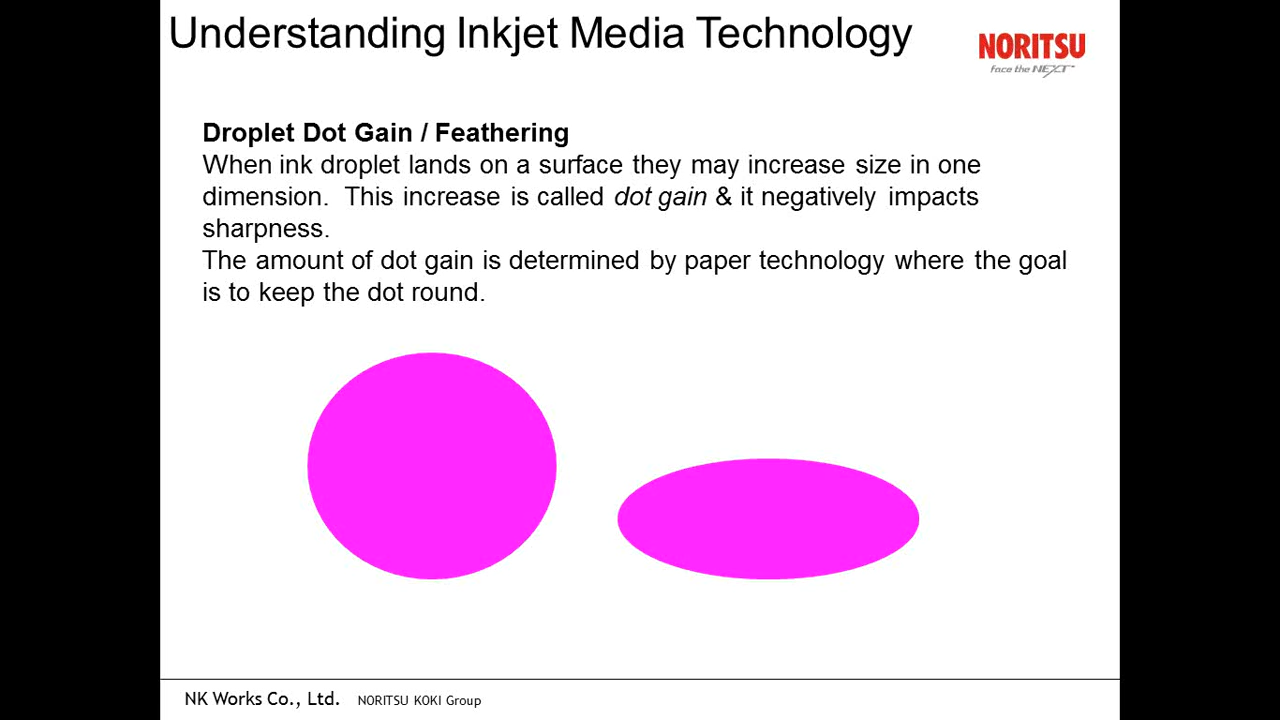 Understanding Inkjet Media Technology
NORITSU
face the NEXT™
Droplet Dot Gain / Feathering
When ink droplet lands on a surface they may increase size in one
dimension. This increase is called dot gain & it negatively impacts
sharpness.
The amount of dot gain is determined by paper technology where the goal
is to keep the dot round.
NK Works Co., Ltd. NORITSU KOKI Group